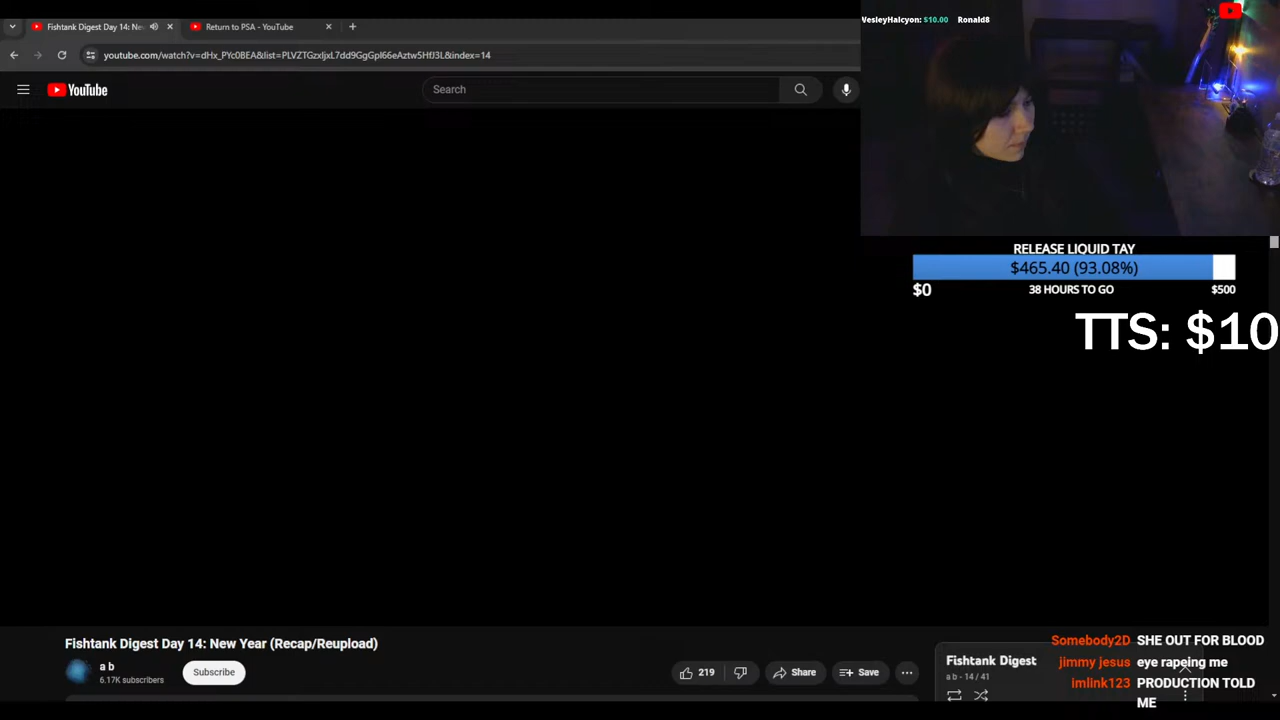 Fishtank Digest Day 14: Ne
Return to PSA - YouTube
youtube.com/watch?v=dHx_PYc0BEA&list=PLVZTGzxIjxL7dd9GgGpI66eAztw5HfJ3L&index=14
YouTube
Search
VesleyHalcyon: $10.00 Ronald8
RELEASE LIQUID TAY
$465.40 (93.08%)
$0 38 HOURS TO GO $500
TTS: $10
Fishtank Digest Day 14: New Year (Recap/Reupload)
a b
6.17K subscribers
Subscribe
219
Share
Save
Fishtank Digest
a b - 14 / 41
Somebody2D SHE OUT FOR BLOOD
jimmy jesus eye rapeing me
imlink123 PRODUCTION TOLD
ME